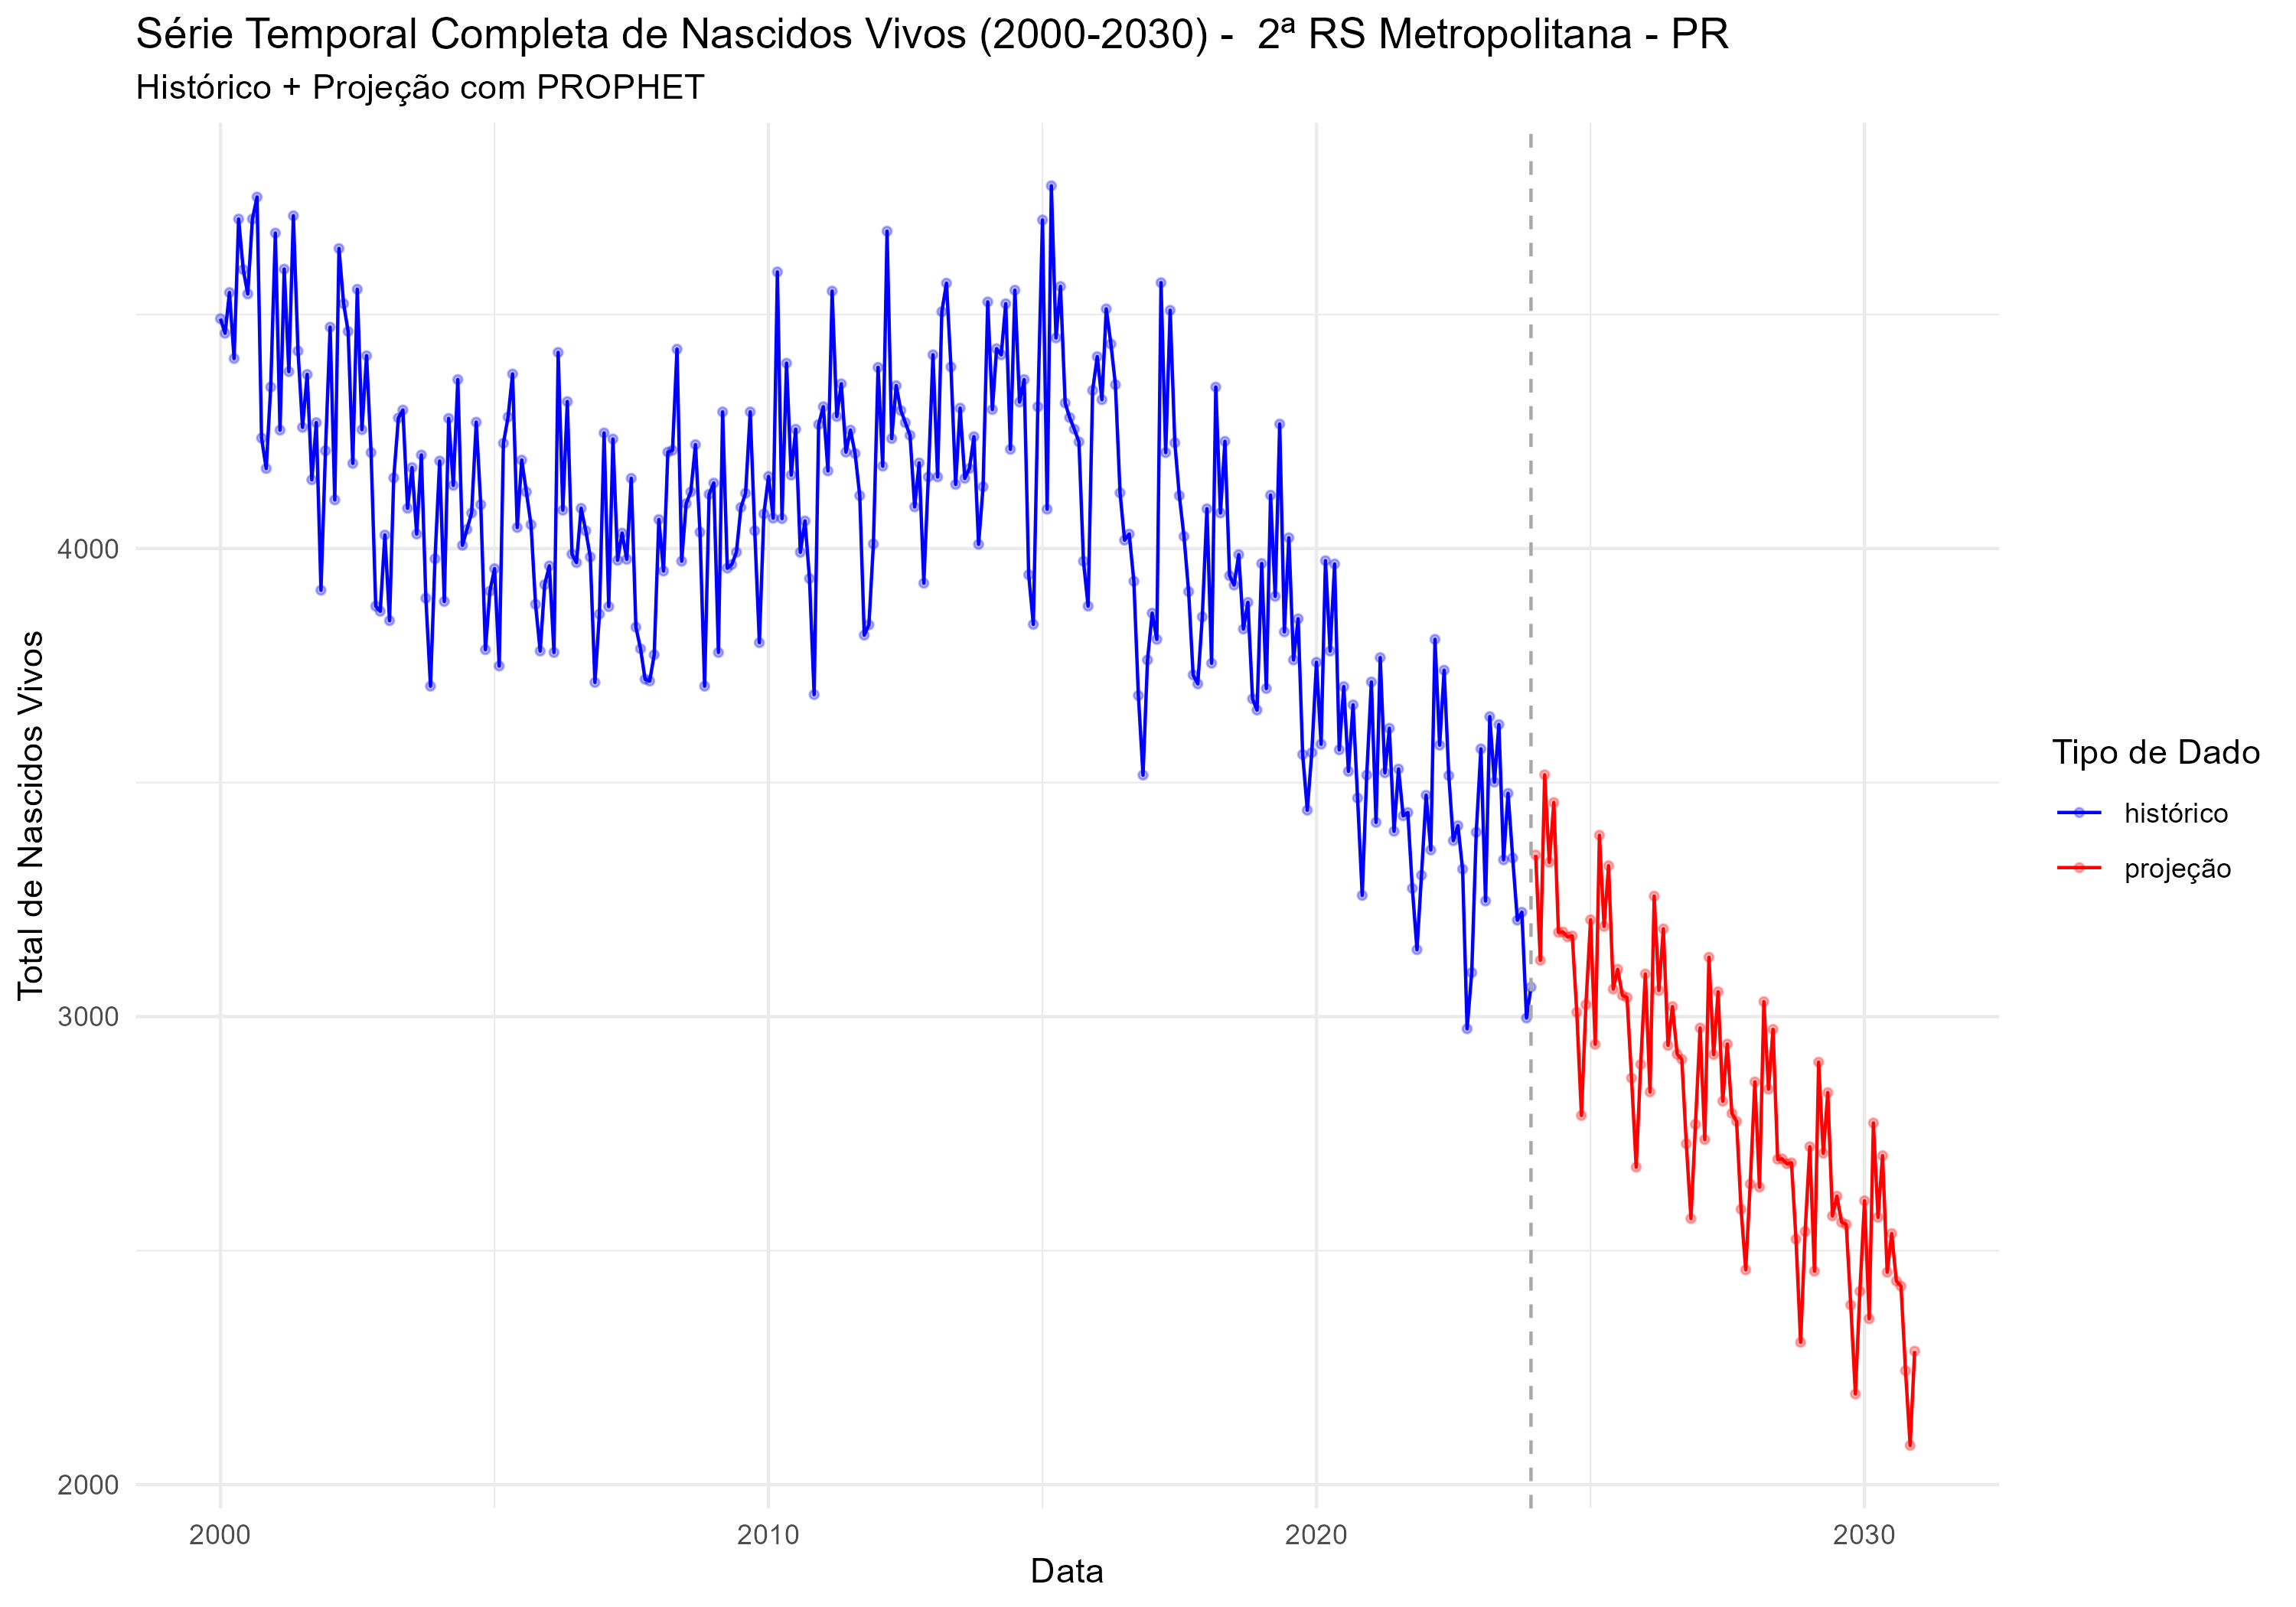 Série Temporal Completa de Nascidos Vivos (2000-2030) -  2ª RS Metropolitana - PR
Histórico + Projeção com PROPHET
Total de Nascidos Vivos
4000
3000
2000
2000
2010
2020
2030
Data
Tipo de Dado
histórico
projeção